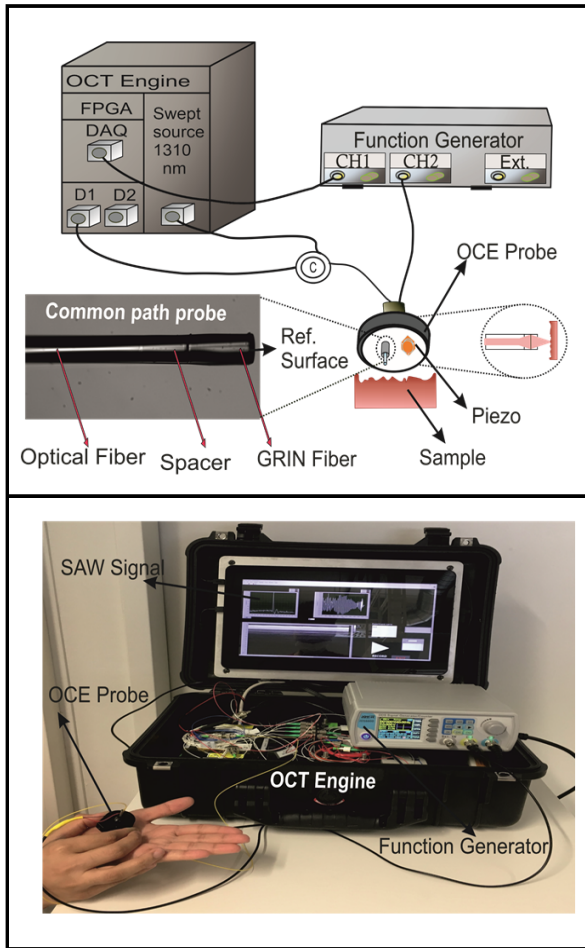 OCT Engine
FPGA
DAQ
Swept
source
1310
nm
D1 D2
Function Generator
CH1 CH2 Ext.
C
OCE Probe
Common path probe
Ref.
Surface
Piezo
Optical Fiber Spacer GRIN Fiber
Sample
SAW Signal
OCE Probe
OCT Engine
Function Generator